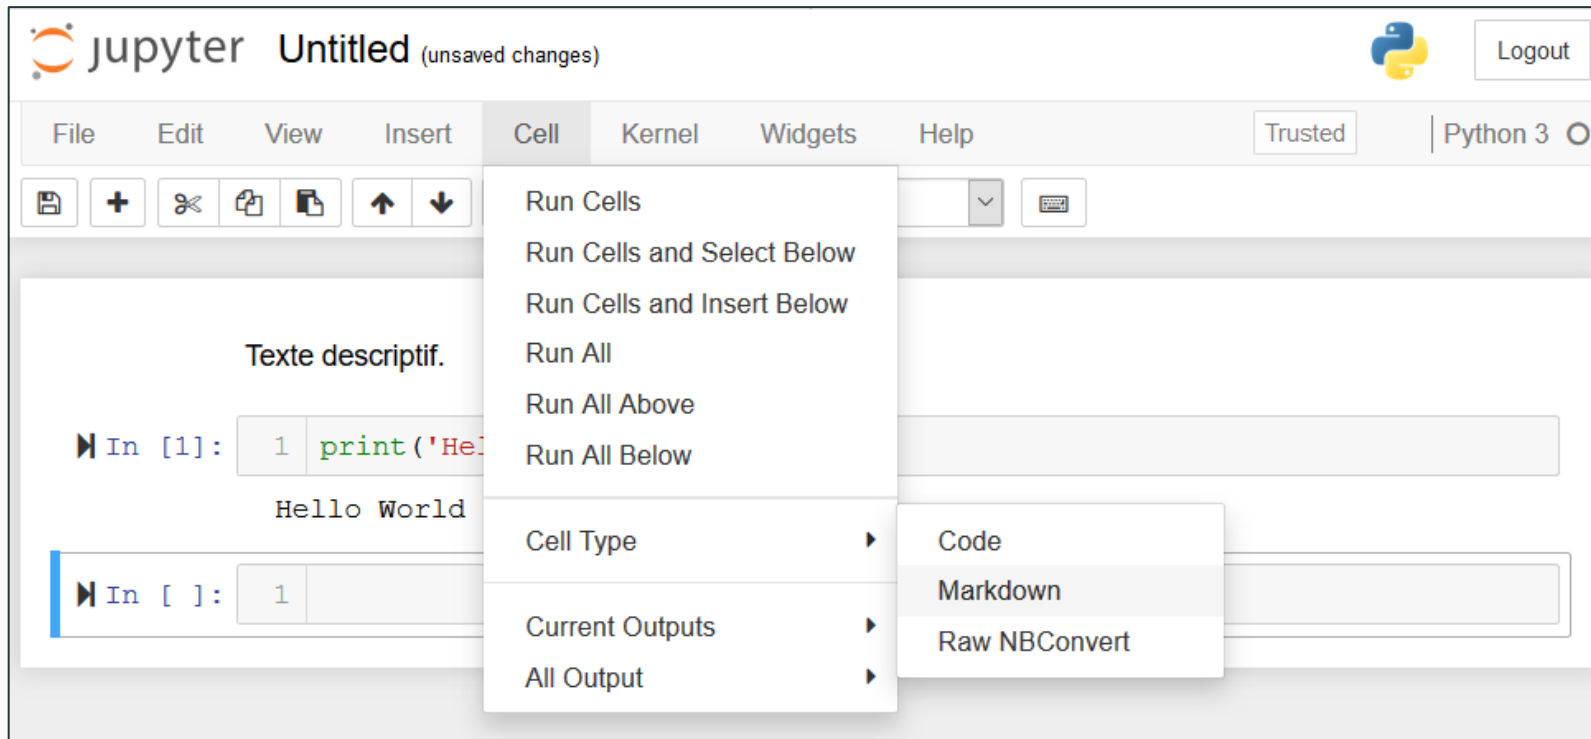 jupyter Untitled (unsaved changes) Logout
File Edit View Insert Cell Kernel Widgets Help Trusted Python 3
Run Cells
Run Cells and Select Below
Run Cells and Insert Below
Texte descriptif.
Run All
Run All Above
In [1]: 1 print('Hel
Run All Below
Hello World
Cell Type
Code
In [ ]: 1
Markdown
Current Outputs
Raw NBConvert
All Output